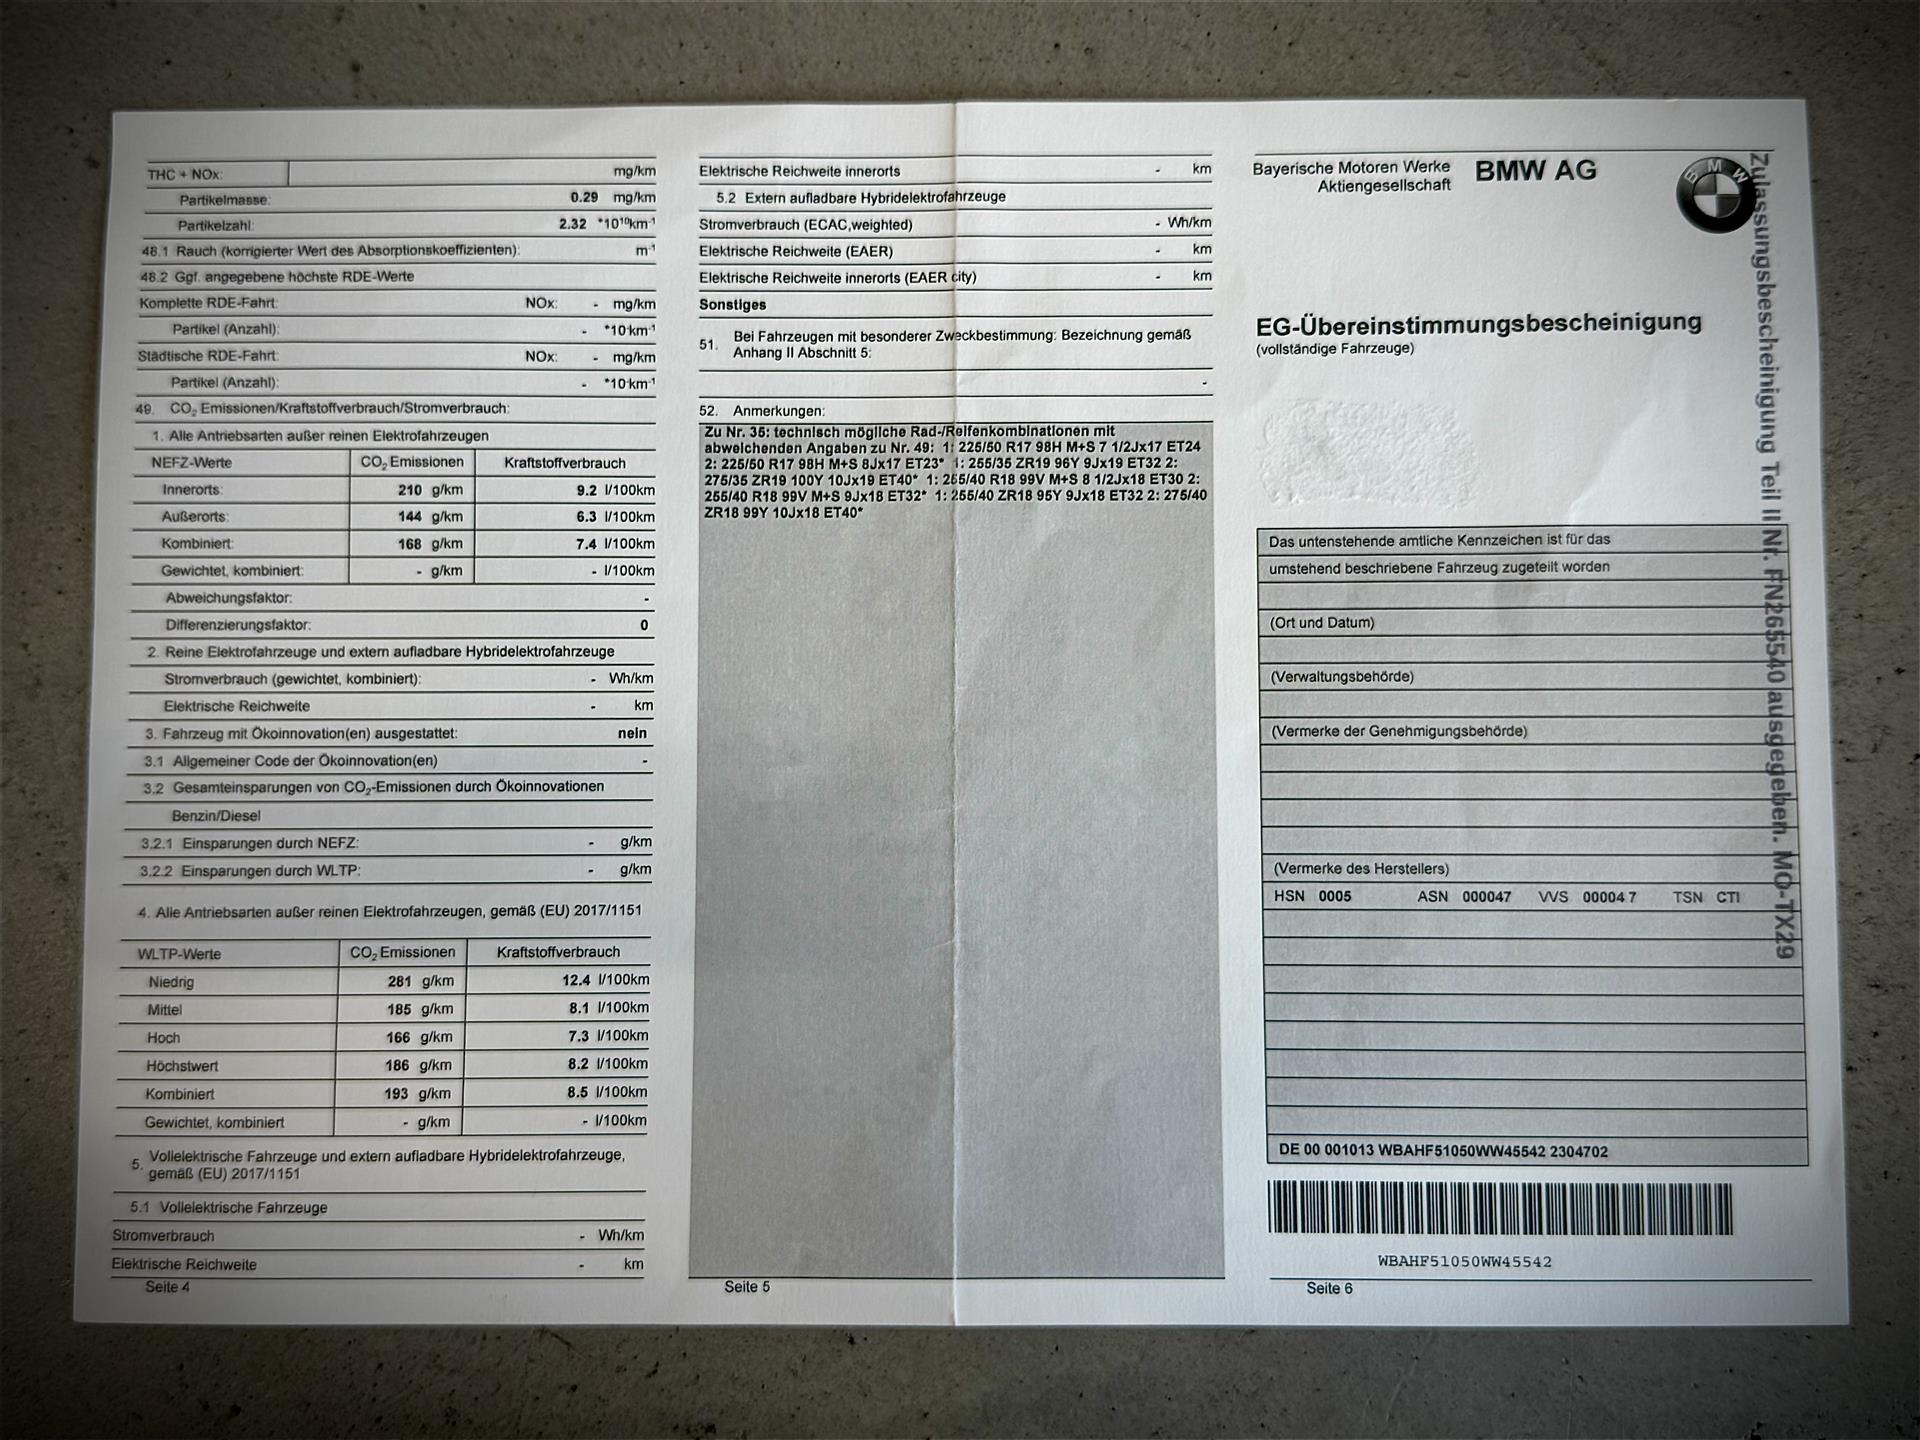 THC + NOx: mg/km
Partikelmasse: 0.29 mg/km
Partikelzahl: 2.32 *10¹⁰km⁻¹
48.1 Rauch (korrigierter Wert des Absorptionskoeffizienten): m⁻¹
48.2 Ggf. angegebene höchste RDE-Werte
Komplette RDE-Fahrt: NOx: - mg/km
Partikel (Anzahl): - *10·km⁻¹
Städtische RDE-Fahrt: NOx: - mg/km
Partikel (Anzahl): - *10·km⁻¹
49. CO₂ Emissionen/Kraftstoffverbrauch/Stromverbrauch:
1. Alle Antriebsarten außer reinen Elektrofahrzeugen
NEFZ-Werte CO₂ Emissionen Kraftstoffverbrauch
Innerorts: 210 g/km 9.2 l/100km
Außerorts: 144 g/km 6.3 l/100km
Kombiniert: 168 g/km 7.4 l/100km
Gewichtet, kombiniert: - g/km - l/100km
Abweichungsfaktor: -
Differenzierungsfaktor: 0
2. Reine Elektrofahrzeuge und extern aufladbare Hybridelektrofahrzeuge
Stromverbrauch (gewichtet, kombiniert): - Wh/km
Elektrische Reichweite - km
3. Fahrzeug mit Ökoinnovation(en) ausgestattet: nein
3.1 Allgemeiner Code der Ökoinnovation(en) -
3.2 Gesamteinsparungen von CO₂-Emissionen durch Ökoinnovationen
Benzin/Diesel
3.2.1 Einsparungen durch NEFZ: - g/km
3.2.2 Einsparungen durch WLTP: - g/km
4. Alle Antriebsarten außer reinen Elektrofahrzeugen, gemäß (EU) 2017/1151
WLTP-Werte CO₂ Emissionen Kraftstoffverbrauch
Niedrig 281 g/km 12.4 l/100km
Mittel 185 g/km 8.1 l/100km
Hoch 166 g/km 7.3 l/100km
Höchstwert 186 g/km 8.2 l/100km
Kombiniert 193 g/km 8.5 l/100km
Gewichtet, kombiniert - g/km - l/100km
5. Vollelektrische Fahrzeuge und extern aufladbare Hybridelektrofahrzeuge,
gemäß (EU) 2017/1151
5.1 Vollelektrische Fahrzeuge
Stromverbrauch - Wh/km
Elektrische Reichweite - km
Seite 4
Elektrische Reichweite innerorts - km
5.2 Extern aufladbare Hybridelektrofahrzeuge
Stromverbrauch (ECAC,weighted) - Wh/km
Elektrische Reichweite (EAER) - km
Elektrische Reichweite innerorts (EAER city) - km
Sonstiges
51. Bei Fahrzeugen mit besonderer Zweckbestimmung: Bezeichnung gemäß
Anhang II Abschnitt 5:
-
52. Anmerkungen:
Zu Nr. 35: technisch mögliche Rad-/Reifenkombinationen mit
abweichenden Angaben zu Nr. 49: 1: 225/50 R17 98H M+S 7 1/2Jx17 ET24
2: 225/50 R17 98H M+S 8Jx17 ET23* 1: 255/35 ZR19 96Y 9Jx19 ET32 2:
275/35 ZR19 100Y 10Jx19 ET40* 1: 255/40 R18 99V M+S 8 1/2Jx18 ET30 2:
255/40 R18 99V M+S 9Jx18 ET32* 1: 255/40 ZR18 95Y 9Jx18 ET32 2: 275/40
ZR18 99Y 10Jx18 ET40*
Seite 5
Bayerische Motoren Werke BMW AG
Aktiengesellschaft
BMW
EG-Übereinstimmungsbescheinigung
(vollständige Fahrzeuge)
Das untenstehende amtliche Kennzeichen ist für das
umstehend beschriebene Fahrzeug zugeteilt worden
(Ort und Datum)
(Verwaltungsbehörde)
(Vermerke der Genehmigungsbehörde)
(Vermerke des Herstellers)
HSN 0005 ASN 000047 VVS 000047 TSN CTI
DE 00 001013 WBAHF51050WW45542 2304702
WBAHF51050WW45542
Seite 6
Zulassungsbescheinigung Teil II Nr. FN265540 ausgegeben. MO-TX29